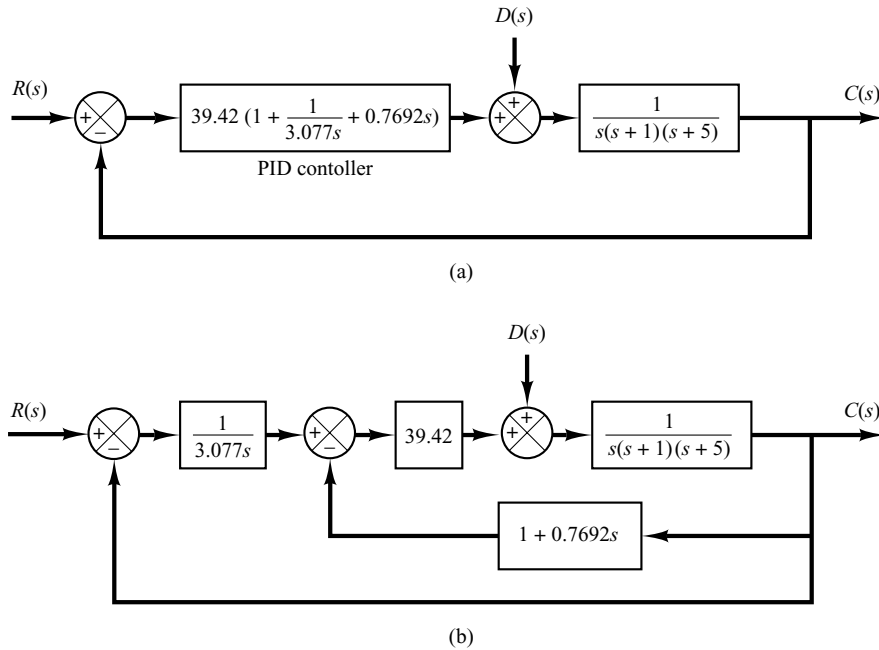 D(s)
R(s)
39.42 (1 + 1/3.077s + 0.7692s)
1/s(s + 1)(s + 5)
C(s)
+
−
+
+
PID contoller
(a)
D(s)
R(s)
1/3.077s
39.42
1/s(s + 1)(s + 5)
C(s)
+
−
+
−
+
+
1 + 0.7692s
(b)